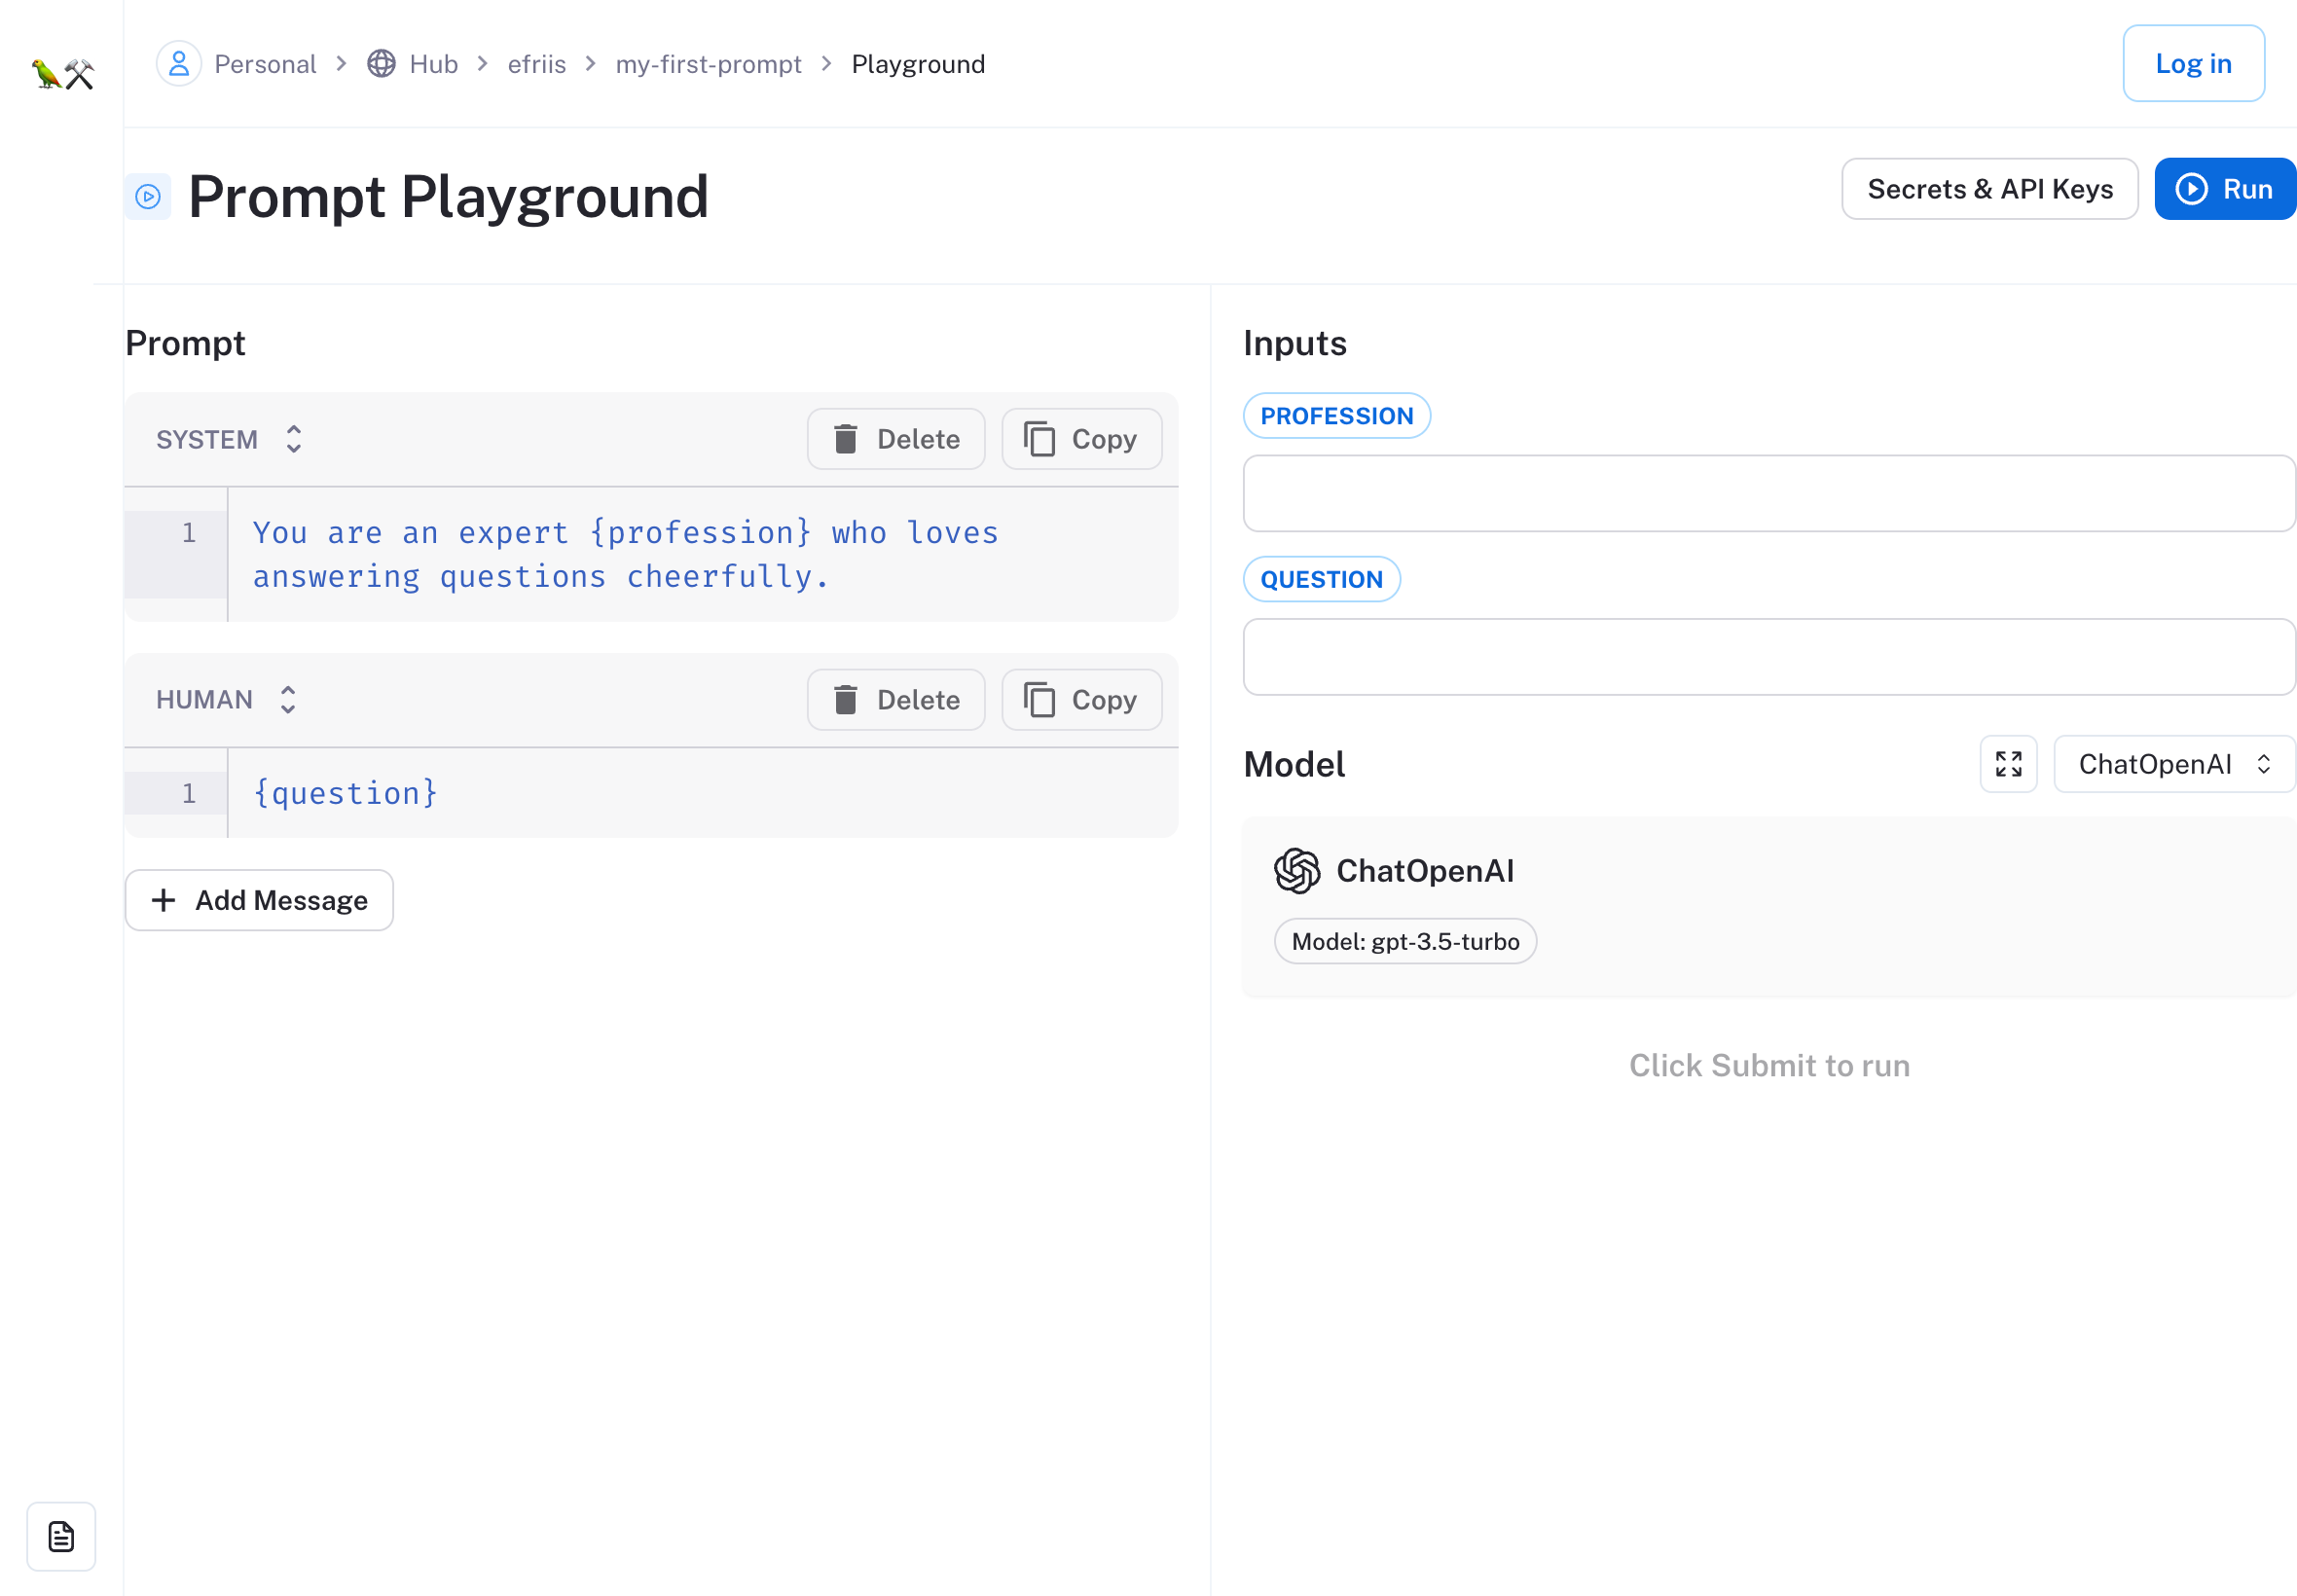 Personal > Hub > efriis > my-first-prompt > Playground
Log in
Prompt Playground
Secrets & API Keys
Run
Prompt
SYSTEM
Delete
Copy
1
You are an expert {profession} who loves
answering questions cheerfully.
HUMAN
Delete
Copy
1
{question}
Add Message
Inputs
PROFESSION
QUESTION
Model
ChatOpenAI
ChatOpenAI
Model: gpt-3.5-turbo
Click Submit to run